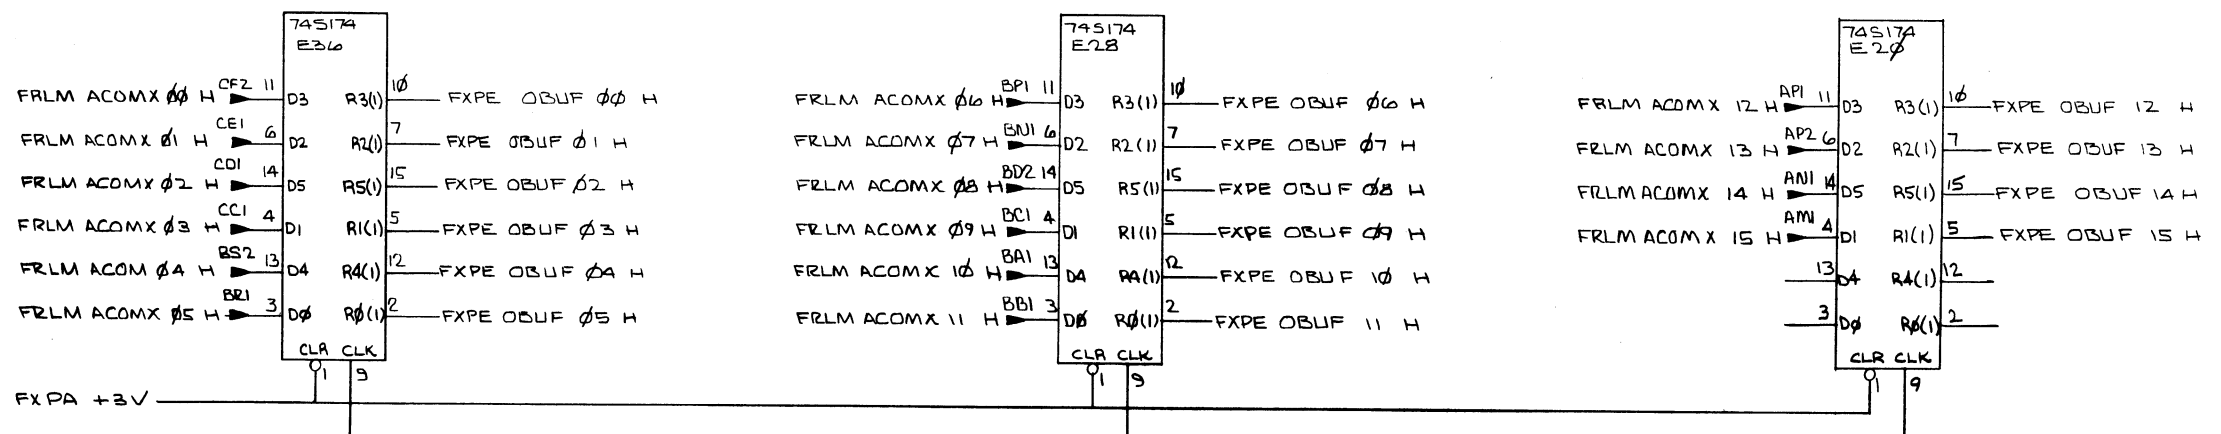 74S174
E36
FRLM ACOMX ØØ H CF2 11 D3 R3(1) 1Ø FXPE OBUF ØØ H
FRLM ACOMX Ø1 H CE1 6 D2 R2(1) 7 FXPE OBUF Ø1 H
FRLM ACOMX Ø2 H CD1 14 D5 R5(1) 15 FXPE OBUF Ø2 H
FRLM ACOMX Ø3 H CC1 4 D1 R1(1) 5 FXPE OBUF Ø3 H
FRLM ACOM Ø4 H BS2 13 D4 R4(1) 12 FXPE OBUF Ø4 H
FRLM ACOMX Ø5 H BR1 3 DØ RØ(1) 2 FXPE OBUF Ø5 H
CLR CLK
1 9
74S174
E28
FRLM ACOMX Ø6 H BP1 11 D3 R3(1) 1Ø FXPE OBUF Ø6 H
FRLM ACOMX Ø7 H BN1 6 D2 R2(1) 7 FXPE OBUF Ø7 H
FRLM ACOMX Ø8 H BD2 14 D5 R5(1) 15 FXPE OBUF Ø8 H
FRLM ACOMX Ø9 H BC1 4 D1 R1(1) 5 FXPE OBUF Ø9 H
FRLM ACOMX 1Ø H BA1 13 D4 R4(1) 12 FXPE OBUF 1Ø H
FRLM ACOMX 11 H BB1 3 DØ RØ(1) 2 FXPE OBUF 11 H
CLR CLK
1 9
74S174
E2Ø
FRLM ACOMX 12 H AP1 11 D3 R3(1) 1Ø FXPE OBUF 12 H
FRLM ACOMX 13 H AP2 6 D2 R2(1) 7 FXPE OBUF 13 H
FRLM ACOMX 14 H AN1 14 D5 R5(1) 15 FXPE OBUF 14 H
FRLM ACOMX 15 H AM1 4 D1 R1(1) 5 FXPE OBUF 15 H
13 D4 R4(1) 12
3 DØ RØ(1) 2
CLR CLK
1 9
FXPA +3V